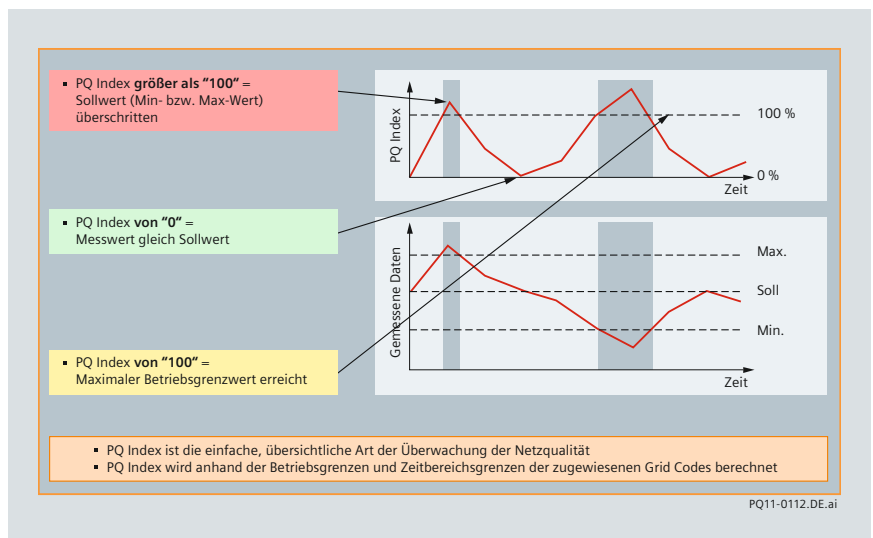 ▪ PQ Index größer als "100" =
Sollwert (Min- bzw. Max-Wert)
überschritten
▪ PQ Index von "0" =
Messwert gleich Sollwert
▪ PQ Index von "100" =
Maximaler Betriebsgrenzwert erreicht
PQ Index
100 %
0 %
Zeit
Gemessene Daten
Max.
Soll
Min.
Zeit
▪ PQ Index ist die einfache, übersichtliche Art der Überwachung der Netzqualität
▪ PQ Index wird anhand der Betriebsgrenzen und Zeitbereichsgrenzen der zugewiesenen Grid Codes berechnet
PQ11-0112.DE.ai